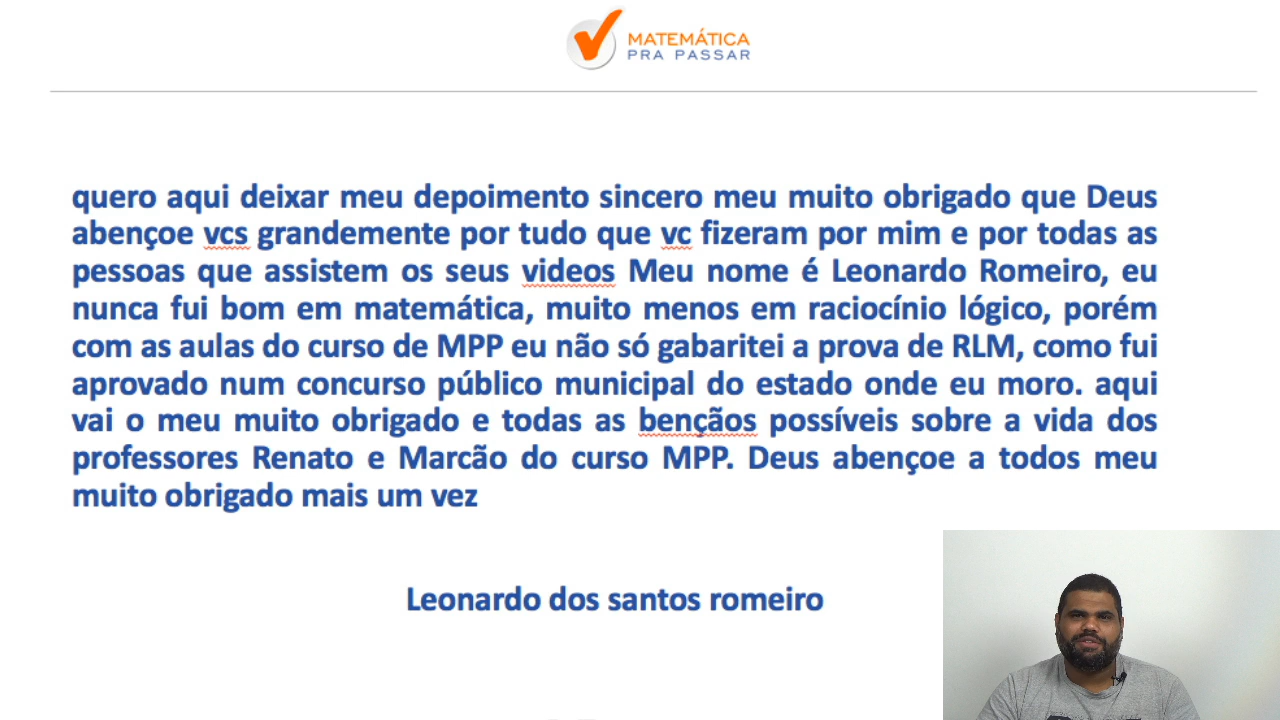 MATEMÁTICA
PRA PASSAR
quero aqui deixar meu depoimento sincero meu muito obrigado que Deus
abençoe vcs grandemente por tudo que vc fizeram por mim e por todas as
pessoas que assistem os seus videos Meu nome é Leonardo Romeiro, eu
nunca fui bom em matemática, muito menos em raciocínio lógico, porém
com as aulas do curso de MPP eu não só gabaritei a prova de RLM, como fui
aprovado num concurso público municipal do estado onde eu moro. aqui
vai o meu muito obrigado e todas as bençãos possíveis sobre a vida dos
professores Renato e Marcão do curso MPP. Deus abençoe a todos meu
muito obrigado mais um vez
Leonardo dos santos romeiro